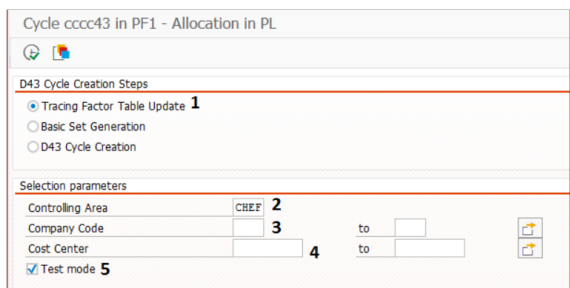 Cycle cccc43 in PF1 - Allocation in PL
D43 Cycle Creation Steps
Tracing Factor Table Update 1
Basic Set Generation
D43 Cycle Creation
Selection parameters
Controlling Area CHEF 2
Company Code 3 to
Cost Center 4 to
Test mode 5